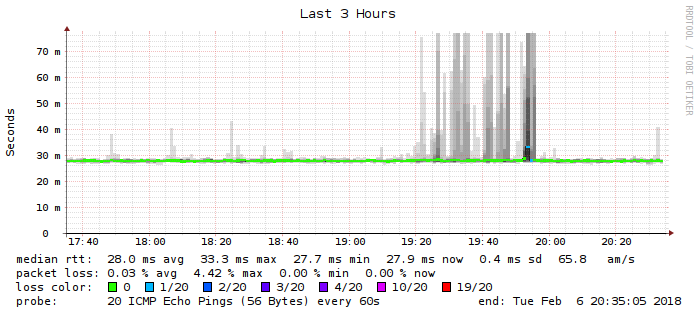 Last 3 Hours
RRDTOOL / TOBI OETIKER
Seconds
70 m
60 m
50 m
40 m
30 m
20 m
10 m
0
17:40 18:00 18:20 18:40 19:00 19:20 19:40 20:00 20:20
median rtt: 28.0 ms avg 33.3 ms max 27.7 ms min 27.9 ms now 0.4 ms sd 65.8 am/s
packet loss: 0.03 % avg 4.42 % max 0.00 % min 0.00 % now
loss color: 0 1/20 2/20 3/20 4/20 10/20 19/20
probe: 20 ICMP Echo Pings (56 Bytes) every 60s end: Tue Feb 6 20:35:05 2018